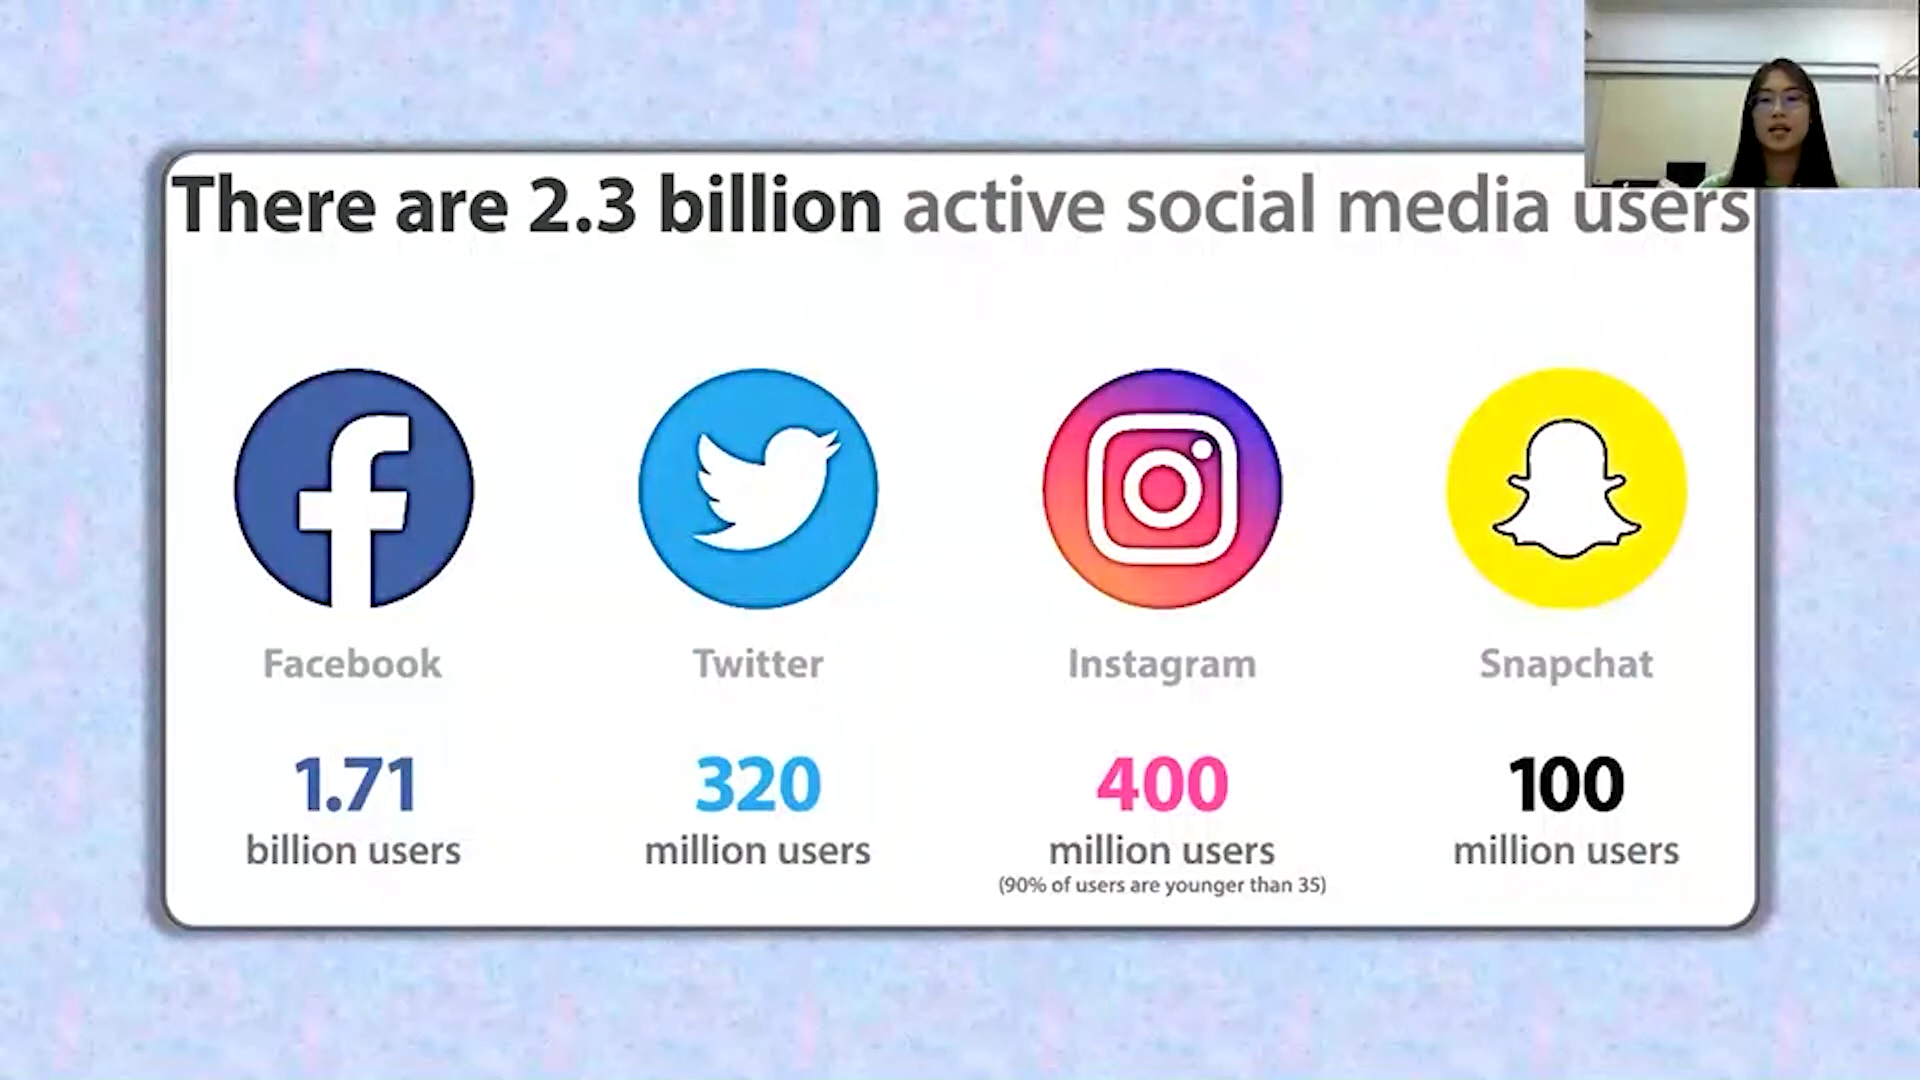 There are 2.3 billion active social media users
Facebook
Twitter
Instagram
Snapchat
1.71
billion users
320
million users
400
million users
(90% of users are younger than 35)
100
million users